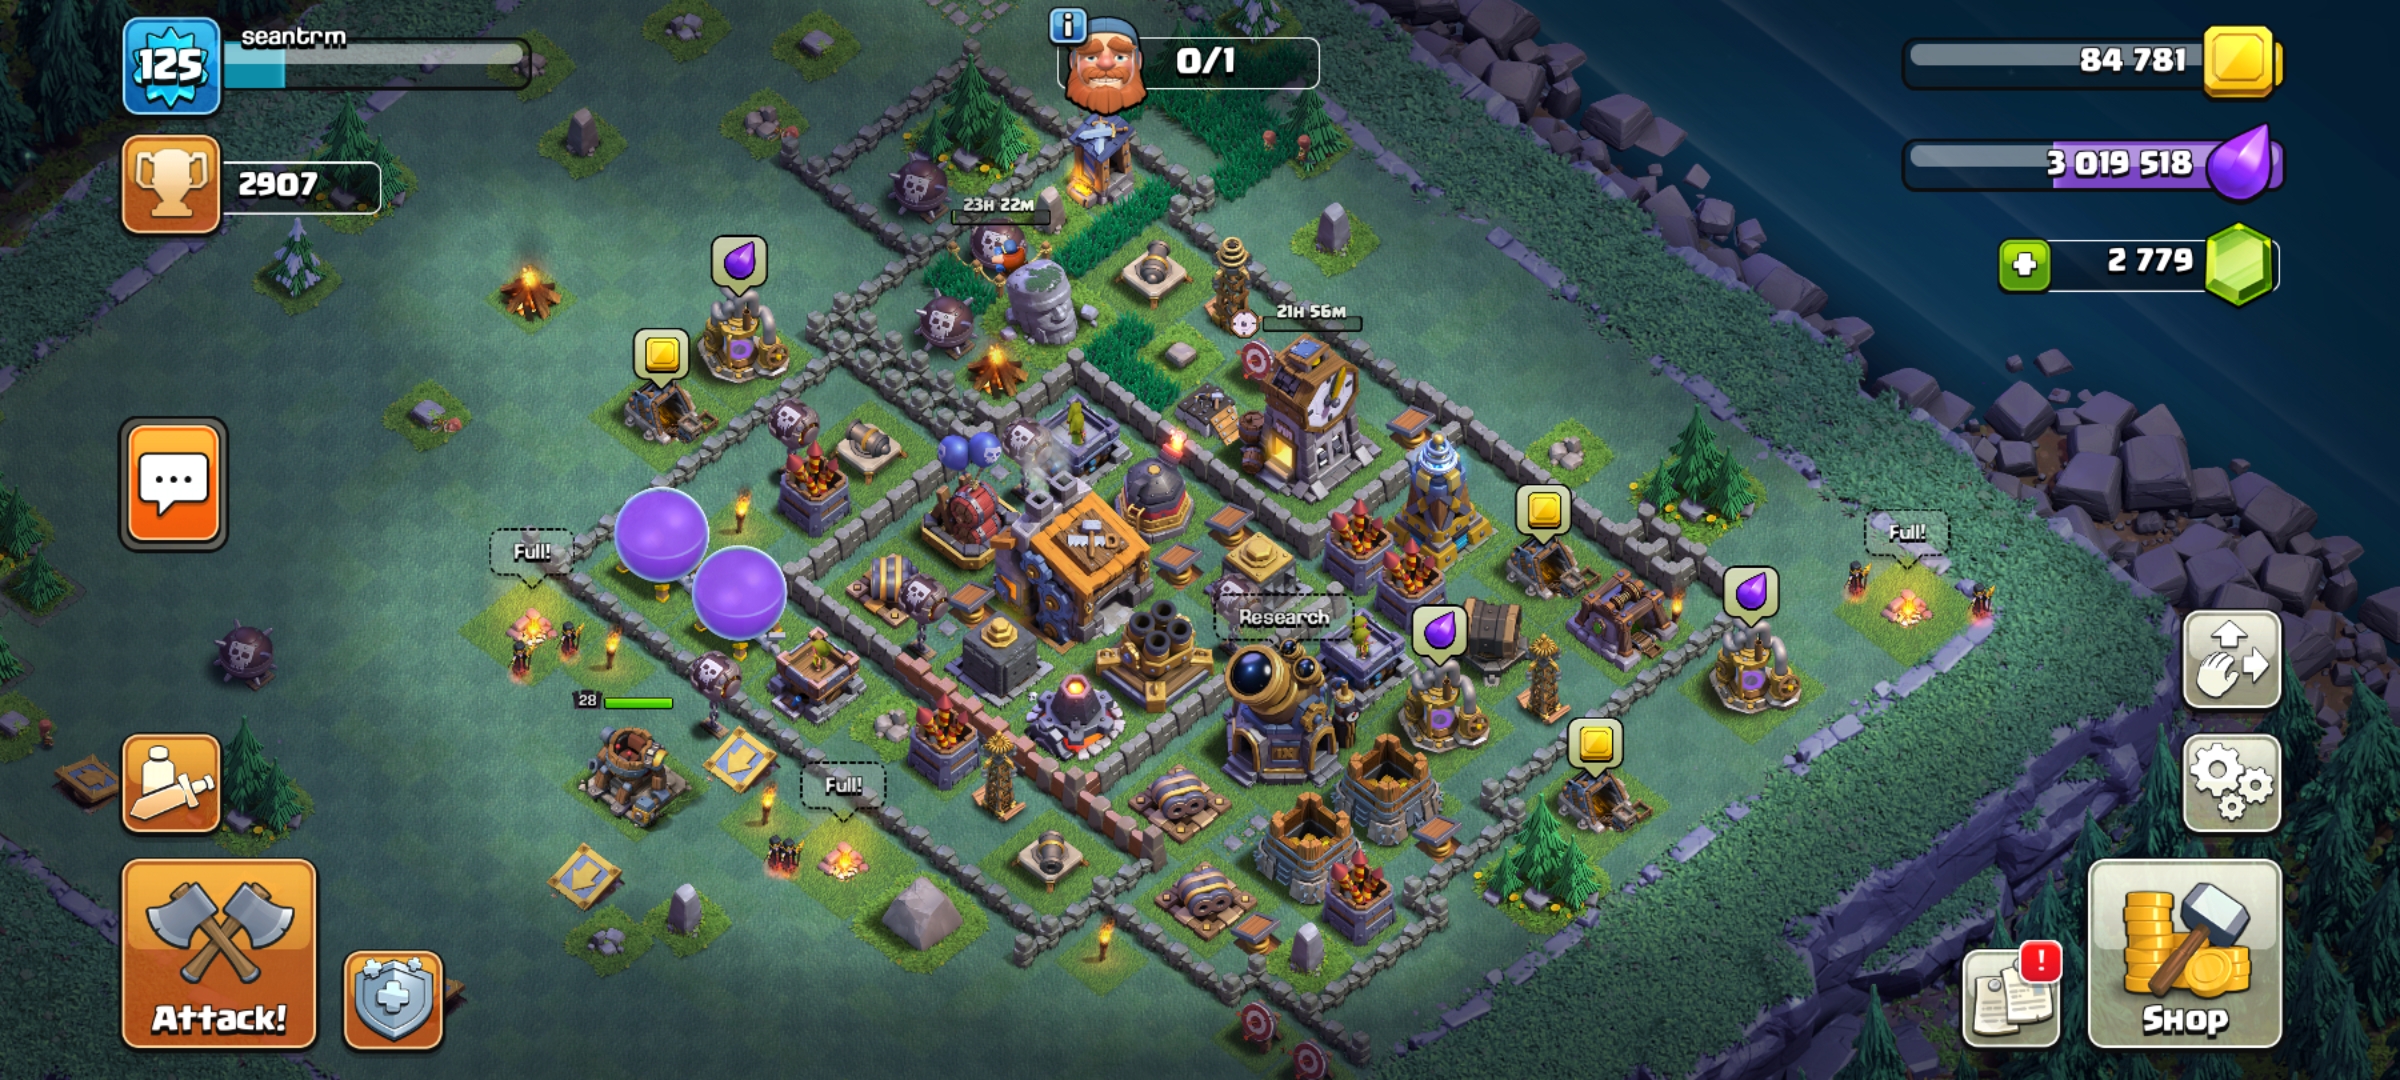 125
seantrm
i
0/1
84 781
2907
3 019 518
23H 22M
2 779
21H 56M
Full!
Full!
Research
28
Full!
Attack!
!
Shop